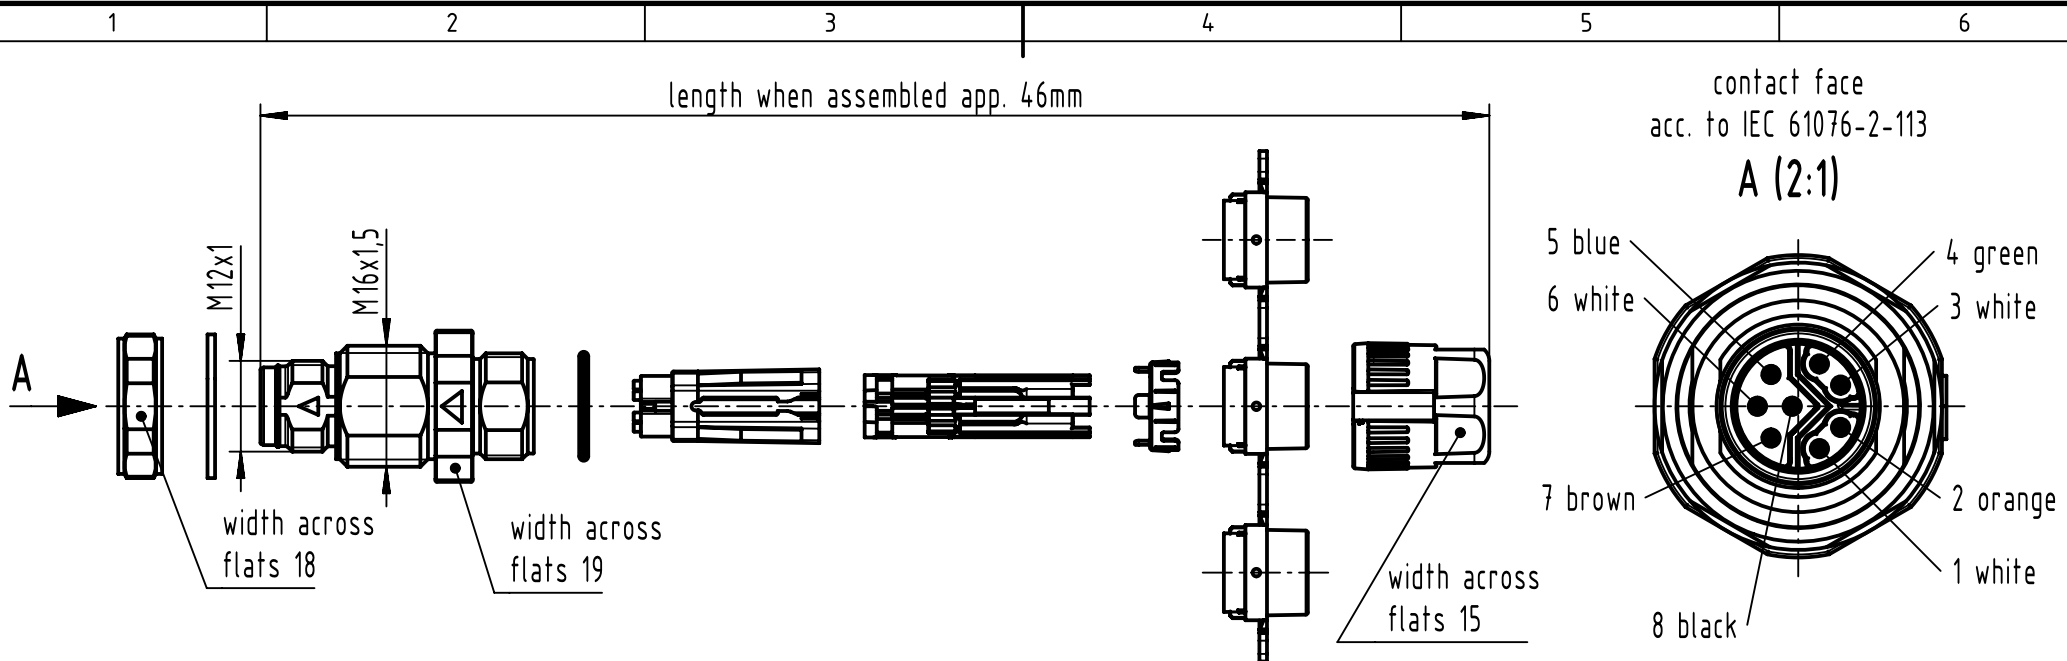 1 2 3 4 5 6
length when assembled app. 46mm
contact face
acc. to IEC 61076-2-113
A (2:1)
M12x1
M16x1,5
A
5 blue
6 white
4 green
3 white
7 brown
2 orange
1 white
8 black
width across
flats 18
width across
flats 19
width across
flats 15